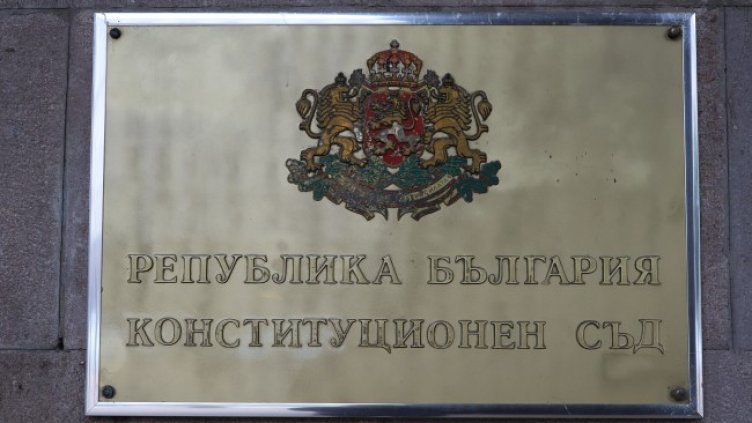 РЕПУБЛИКА БЪЛГАРИЯ
КОНСТИТУЦИОНЕН СЪД